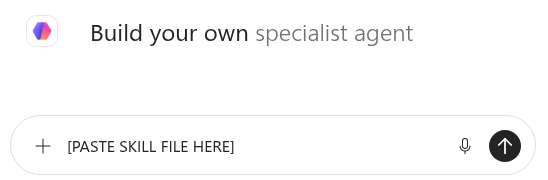 Build your own specialist agent
[PASTE SKILL FILE HERE]